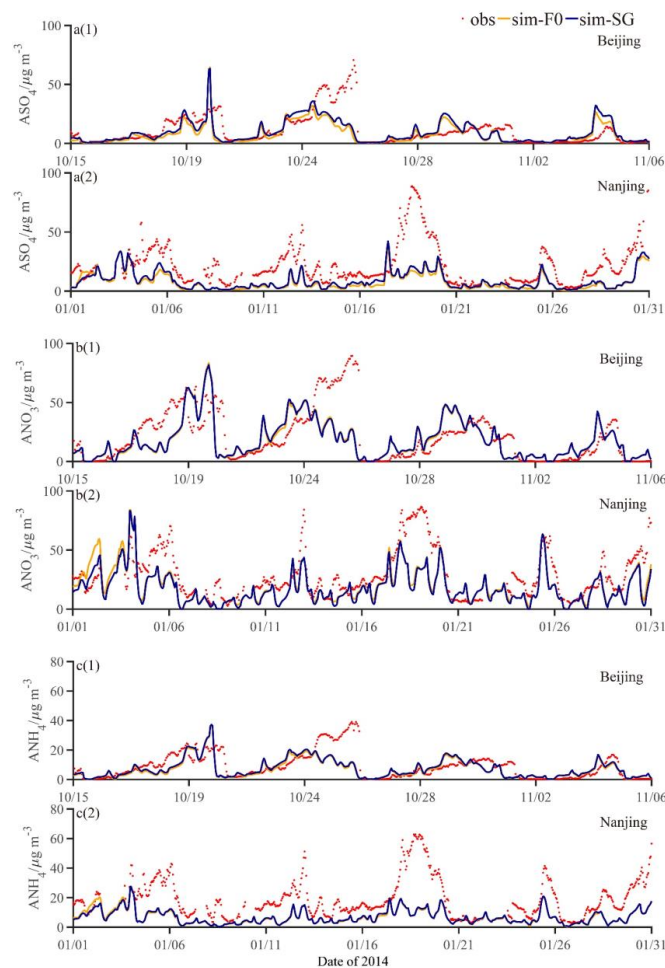 obs sim-F0 sim-SG
a(1)
Beijing
ASO4/μg m-3
100
50
0
10/15 10/19 10/24 10/28 11/02 11/06
a(2)
Nanjing
ASO4/μg m-3
100
50
0
01/01 01/06 01/11 01/16 01/21 01/26 01/31
b(1)
Beijing
ANO3/μg m-3
100
50
0
10/15 10/19 10/24 10/28 11/02 11/06
b(2)
Nanjing
ANO3/μg m-3
100
50
0
01/01 01/06 01/11 01/16 01/21 01/26 01/31
c(1)
Beijing
ANH4/μg m-3
80
60
40
20
0
10/15 10/19 10/24 10/28 11/02 11/06
c(2)
Nanjing
ANH4/μg m-3
80
60
40
20
0
01/01 01/06 01/11 01/16 01/21 01/26 01/31
Date of 2014